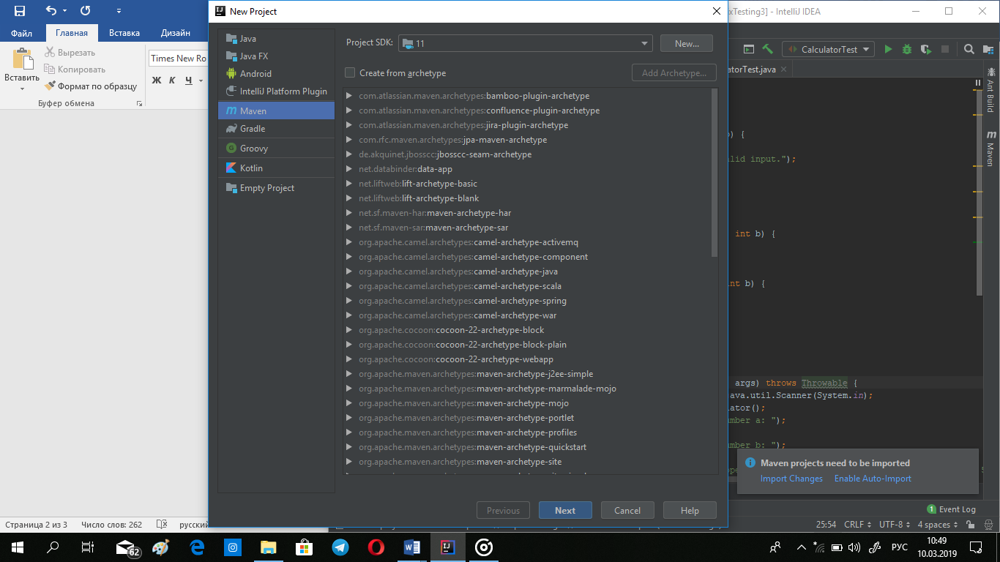 Файл
Главная
Вставка
Дизайн
Вставить
Вырезать
Копировать
Формат по образцу
Буфер обмена
Times New Ro
Ж К Ч
Страница 2 из 3
Число слов: 262
русский
New Project
Java
Java FX
Android
IntelliJ Platform Plugin
Maven
Gradle
Groovy
Kotlin
Empty Project
Project SDK:
11
New...
Create from archetype
Add Archetype...
com.atlassian.maven.archetypes:bamboo-plugin-archetype
com.atlassian.maven.archetypes:confluence-plugin-archetype
com.atlassian.maven.archetypes:jira-plugin-archetype
com.rfc.maven.archetypes:jpa-maven-archetype
de.akquinet.jbosscc:jbosscc-seam-archetype
net.databinder:data-app
net.liftweb:lift-archetype-basic
net.liftweb:lift-archetype-blank
net.sf.maven-har:maven-archetype-har
net.sf.maven-sar:maven-archetype-sar
org.apache.camel.archetypes:camel-archetype-activemq
org.apache.camel.archetypes:camel-archetype-component
org.apache.camel.archetypes:camel-archetype-java
org.apache.camel.archetypes:camel-archetype-scala
org.apache.camel.archetypes:camel-archetype-spring
org.apache.camel.archetypes:camel-archetype-war
org.apache.cocoon:cocoon-22-archetype-block
org.apache.cocoon:cocoon-22-archetype-block-plain
org.apache.cocoon:cocoon-22-archetype-webapp
org.apache.maven.archetypes:maven-archetype-j2ee-simple
org.apache.maven.archetypes:maven-archetype-marmalade-mojo
org.apache.maven.archetypes:maven-archetype-mojo
org.apache.maven.archetypes:maven-archetype-portlet
org.apache.maven.archetypes:maven-archetype-profiles
org.apache.maven.archetypes:maven-archetype-quickstart
org.apache.maven.archetypes:maven-archetype-site
Previous
Next
Cancel
Help
xTesting3] - IntelliJ IDEA
CalculatorTest
atorTest.java
Ant Build
Maven
) {
lid input.");
int b) {
nt b) {
args) throws Throwable {
ava.util.Scanner(System.in);
lator();
umber a: ");
umber b: ");
Maven projects need to be imported
Import Changes
Enable Auto-Import
1 Event Log
25:54
CRLF
UTF-8
4 spaces
62
РУС
10:49
10.03.2019